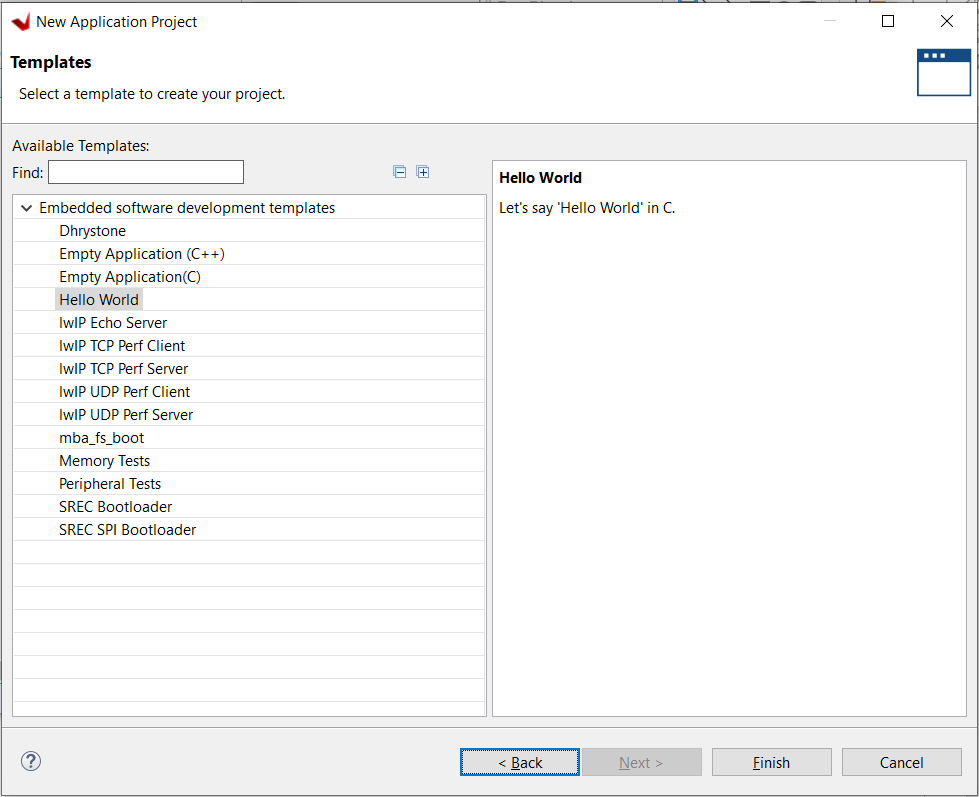 New Application Project
Templates
Select a template to create your project.
Available Templates:
Find:
Embedded software development templates
Dhrystone
Empty Application (C++)
Empty Application(C)
Hello World
lwIP Echo Server
lwIP TCP Perf Client
lwIP TCP Perf Server
lwIP UDP Perf Client
lwIP UDP Perf Server
mba_fs_boot
Memory Tests
Peripheral Tests
SREC Bootloader
SREC SPI Bootloader
Hello World
Let's say 'Hello World' in C.
?
< Back
Next >
Finish
Cancel